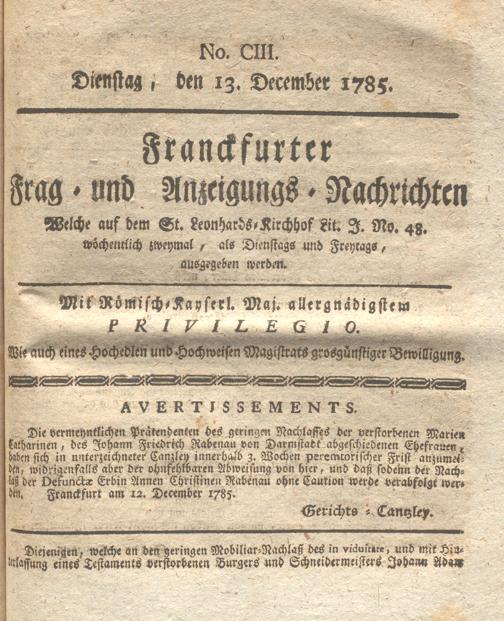 No. CIII.
Dienstag, den 13. December 1785.
Franckfurter
Frag- und Anzeigungs-Nachrichten
Welche auf dem St. Leonhards-Kirchhof Lit. J. No. 48.
wöchentlich zweymal, als Dienstags und Freytags,
ausgegeben werden.
Mit Römisch-Kayserl. Maj. allergnädigstem
PRIVILEGIO.
Wie auch eines Hochedlen und Hochweisen Magistrats grosgünstiger Bewilligung.
AVERTISSEMENTS.
Die vermeyntlichen Prätendenten des geringen Nachlasses der verstorbenen Marien
Catharinen, des Johann Friedrich Rabenau von Darmstadt abgeschiedenen Ehefrauen,
haben sich in unterzeichneter Canzley innerhalb 3. Wochen peremtorischer Frist anzumel-
den, widrigenfalls aber der ohnfehlbaren Abweisung von hier, und daß sodenn der Nach-
laß der Defunctæ Erbin Annen Christinen Rabenau ohne Caution werde verabfolgt wer-
den. Franckfurt am 12. December 1785.
Gerichts-Cantzley.
Diejenigen, welche an den geringen Mobiliar-Nachlaß des in viduitate, und mit Hin-
terlassung eines Testaments verstorbenen Burgers und Schneidermeisters Johann Adam